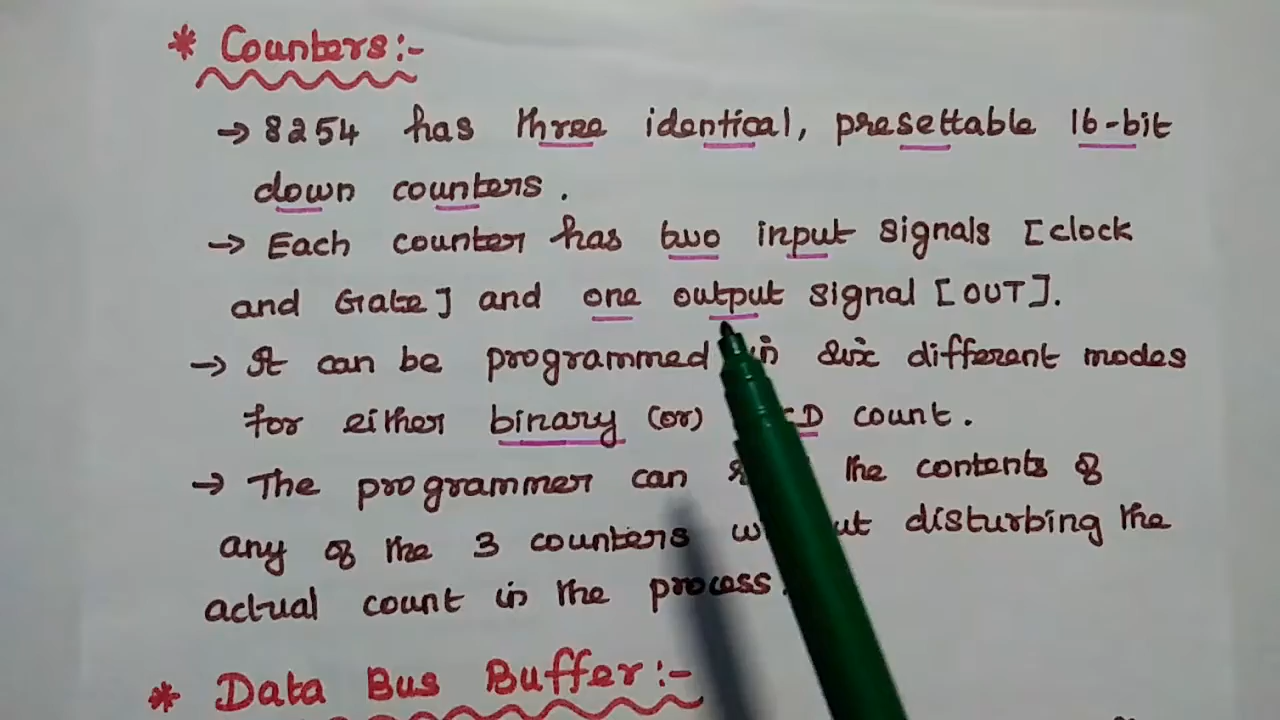 * Counters:-
→ 8254 has three identical, presettable 16-bit
down counters.
→ Each counter has two input signals [clock
and Gate] and one output signal [OUT].
→ It can be programmed in six different modes
for either binary (or) count.
→ The programmer can the contents of
any of the 3 counters disturbing the
actual count in the process.
* Data Bus Buffer:-